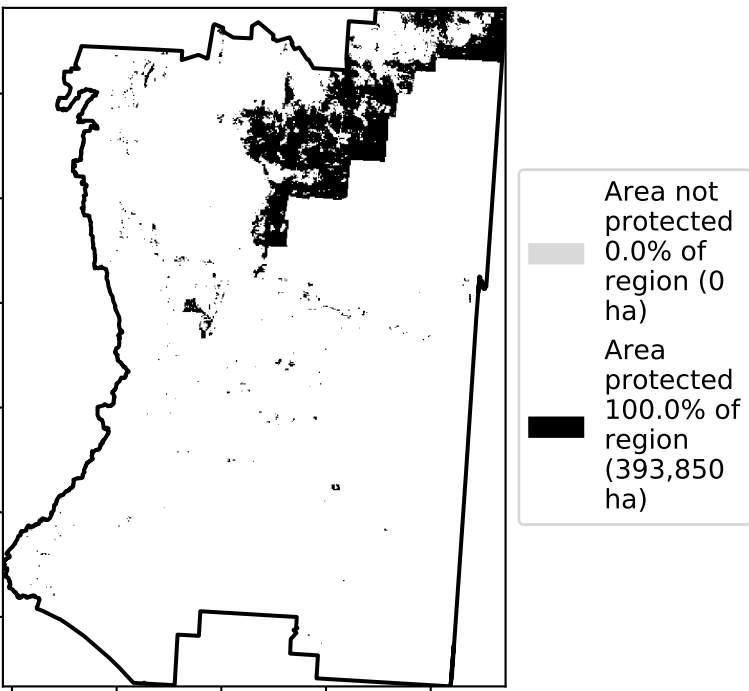 Area not
protected
0.0% of
region (0
ha)
Area
protected
100.0% of
region
(393,850
ha)